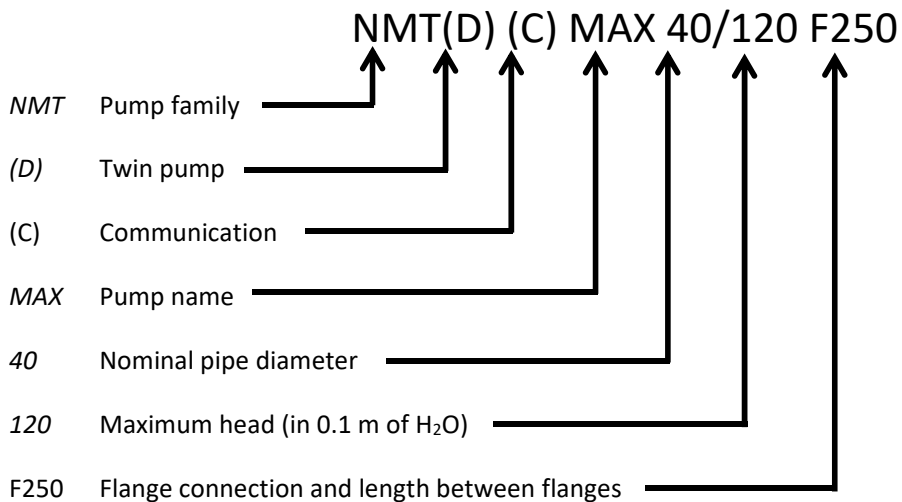 NMT(D) (C) MAX 40/120 F250
NMT Pump family
(D) Twin pump
(C) Communication
MAX Pump name
40 Nominal pipe diameter
120 Maximum head (in 0.1 m of H₂O)
F250 Flange connection and length between flanges